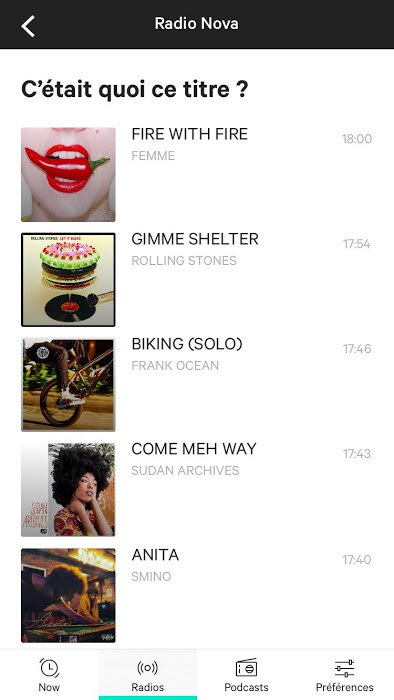 Radio Nova
C'était quoi ce titre ?
FIRE WITH FIRE
18:00
FEMME
ROLLING STONES LET IT BLEED
GIMME SHELTER
17:54
ROLLING STONES
BIKING (SOLO)
17:46
FRANK OCEAN
COME MEH WAY
17:43
SUDAN ARCHIVES
ANITA
17:40
SMINO
Now
Radios
Podcasts
Préférences